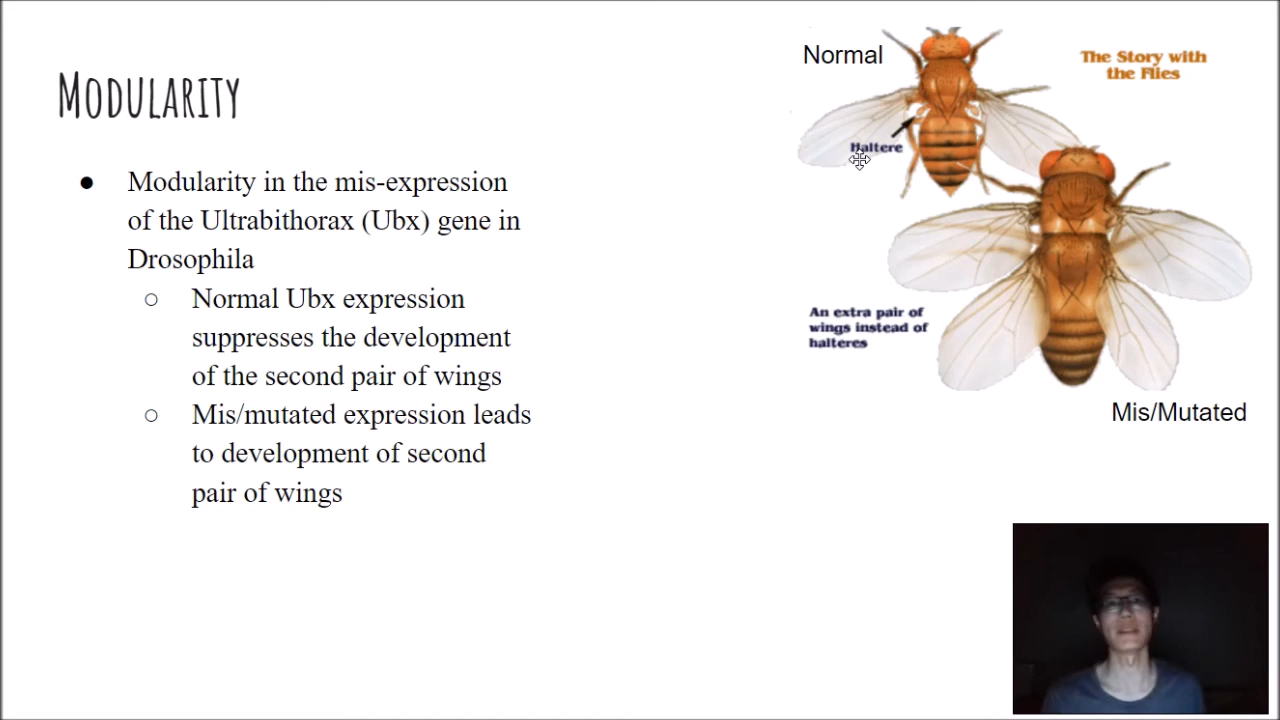 Modularity
● Modularity in the mis-expression
of the Ultrabithorax (Ubx) gene in
Drosophila
○ Normal Ubx expression
suppresses the development
of the second pair of wings
○ Mis/mutated expression leads
to development of second
pair of wings
Normal
The Story with
the Flies
Haltere
An extra pair of
wings instead of
halteres
Mis/Mutated